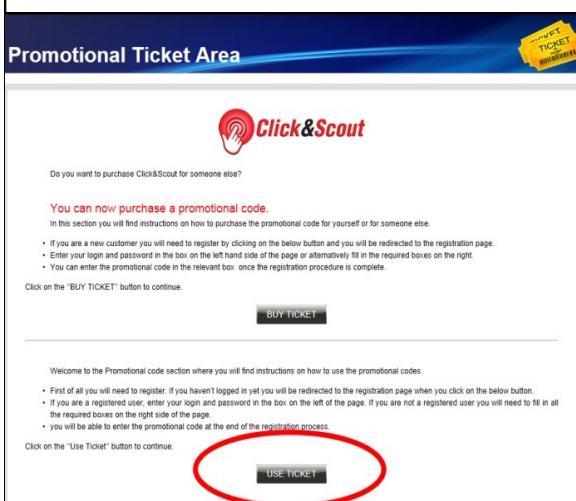 Promotional Ticket Area
TICKET
TICKET
Click&Scout
Do you want to purchase Click&Scout for someone else?
You can now purchase a promotional code.
In this section you will find instructions on how to purchase the promotional code for yourself or for someone else.
• If you are a new customer you will need to register by clicking on the below button and you will be redirected to the registration page.
• Enter your login and password in the box on the left hand side of the page or alternatively fill in the required boxes on the right.
• You can enter the promotional code in the relevant box once the registration procedure is complete.
Click on the "BUY TICKET" button to continue.
BUY TICKET
Welcome to the Promotional code section where you will find instructions on how to use the promotional codes.
• First of all you will need to register. If you haven't logged in yet you will be redirected to the registration page when you click on the below button.
• If you are a registered user, enter your login and password in the box on the left of the page. If you are not a registered user you will need to fill in all
the required boxes on the right side of the page.
• you will be able to enter the promotional code at the end of the registration process.
Click on the "Use Ticket" button to continue.
USE TICKET